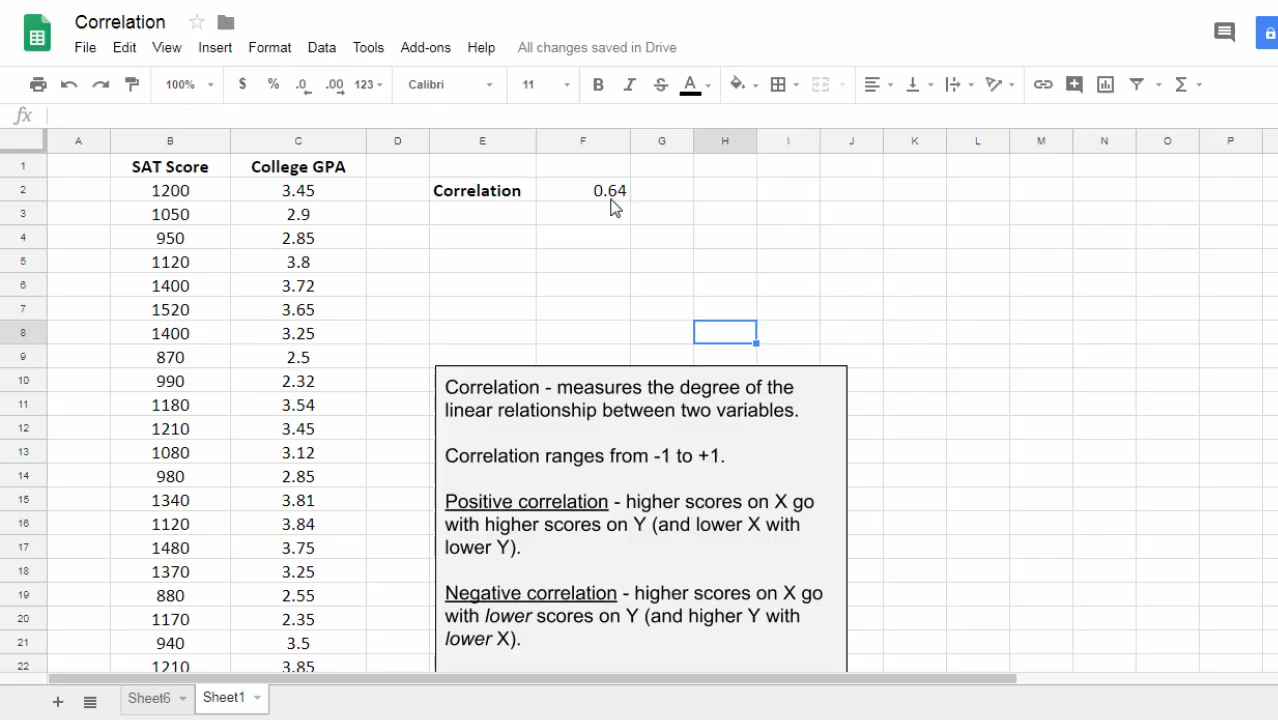 Correlation
File Edit View Insert Format Data Tools Add-ons Help All changes saved in Drive
100% $ % .0 .00 123 Calibri 11 B I S A Σ
fx
A B C D E F G H I J K L M N O P
1 SAT Score College GPA
2 1200 3.45 Correlation 0.64
3 1050 2.9
4 950 2.85
5 1120 3.8
6 1400 3.72
7 1520 3.65
8 1400 3.25
9 870 2.5
10 990 2.32
11 1180 3.54
12 1210 3.45
13 1080 3.12
14 980 2.85
15 1340 3.81
16 1120 3.84
17 1480 3.75
18 1370 3.25
19 880 2.55
20 1170 2.35
21 940 3.5
22 1210 3.85
Correlation - measures the degree of the
linear relationship between two variables.
Correlation ranges from -1 to +1.
Positive correlation - higher scores on X go
with higher scores on Y (and lower X with
lower Y).
Negative correlation - higher scores on X go
with lower scores on Y (and higher Y with
lower X).
Sheet6 Sheet1